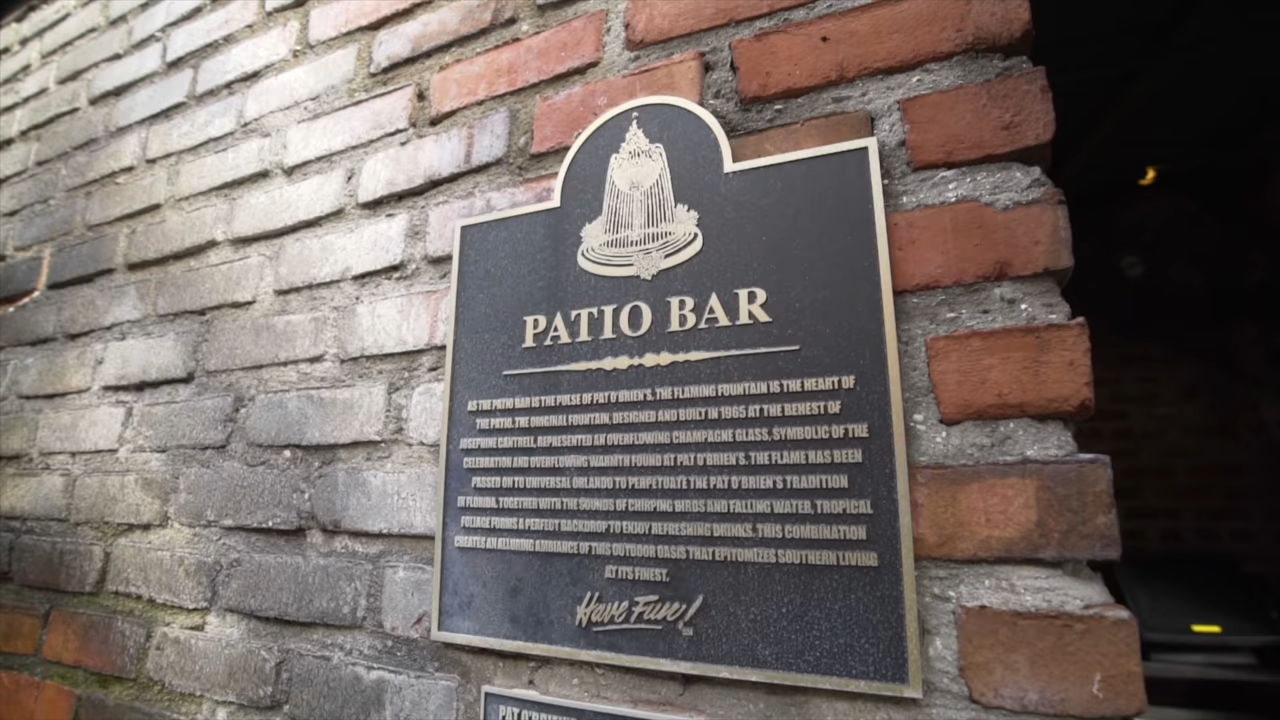 PATIO BAR
AS THE PATIO BAR IS THE PULSE OF PAT O'BRIEN'S, THE FLAMING FOUNTAIN IS THE HEART OF
THE PATIO. THE ORIGINAL FOUNTAIN, DESIGNED AND BUILT IN 1965 AT THE BEHEST OF
JOSEPHINE CANTRELL, REPRESENTED AN OVERFLOWING CHAMPAGNE GLASS, SYMBOLIC OF THE
CELEBRATION AND OVERFLOWING WARMTH FOUND AT PAT O'BRIEN'S. THE FLAME HAS BEEN
PASSED ON TO UNIVERSAL ORLANDO TO PERPETUATE THE PAT O'BRIEN'S TRADITION
IN FLORIDA. TOGETHER WITH THE SOUNDS OF CHIRPING BIRDS AND FALLING WATER, TROPICAL
FOLIAGE FORMS A PERFECT BACKDROP TO ENJOY REFRESHING DRINKS. THIS COMBINATION
CREATES AN ALLURING AMBIANCE OF THIS OUTDOOR OASIS THAT EPITOMIZES SOUTHERN LIVING
AT ITS FINEST.
Have Fun!
PAT O'BRIEN'S